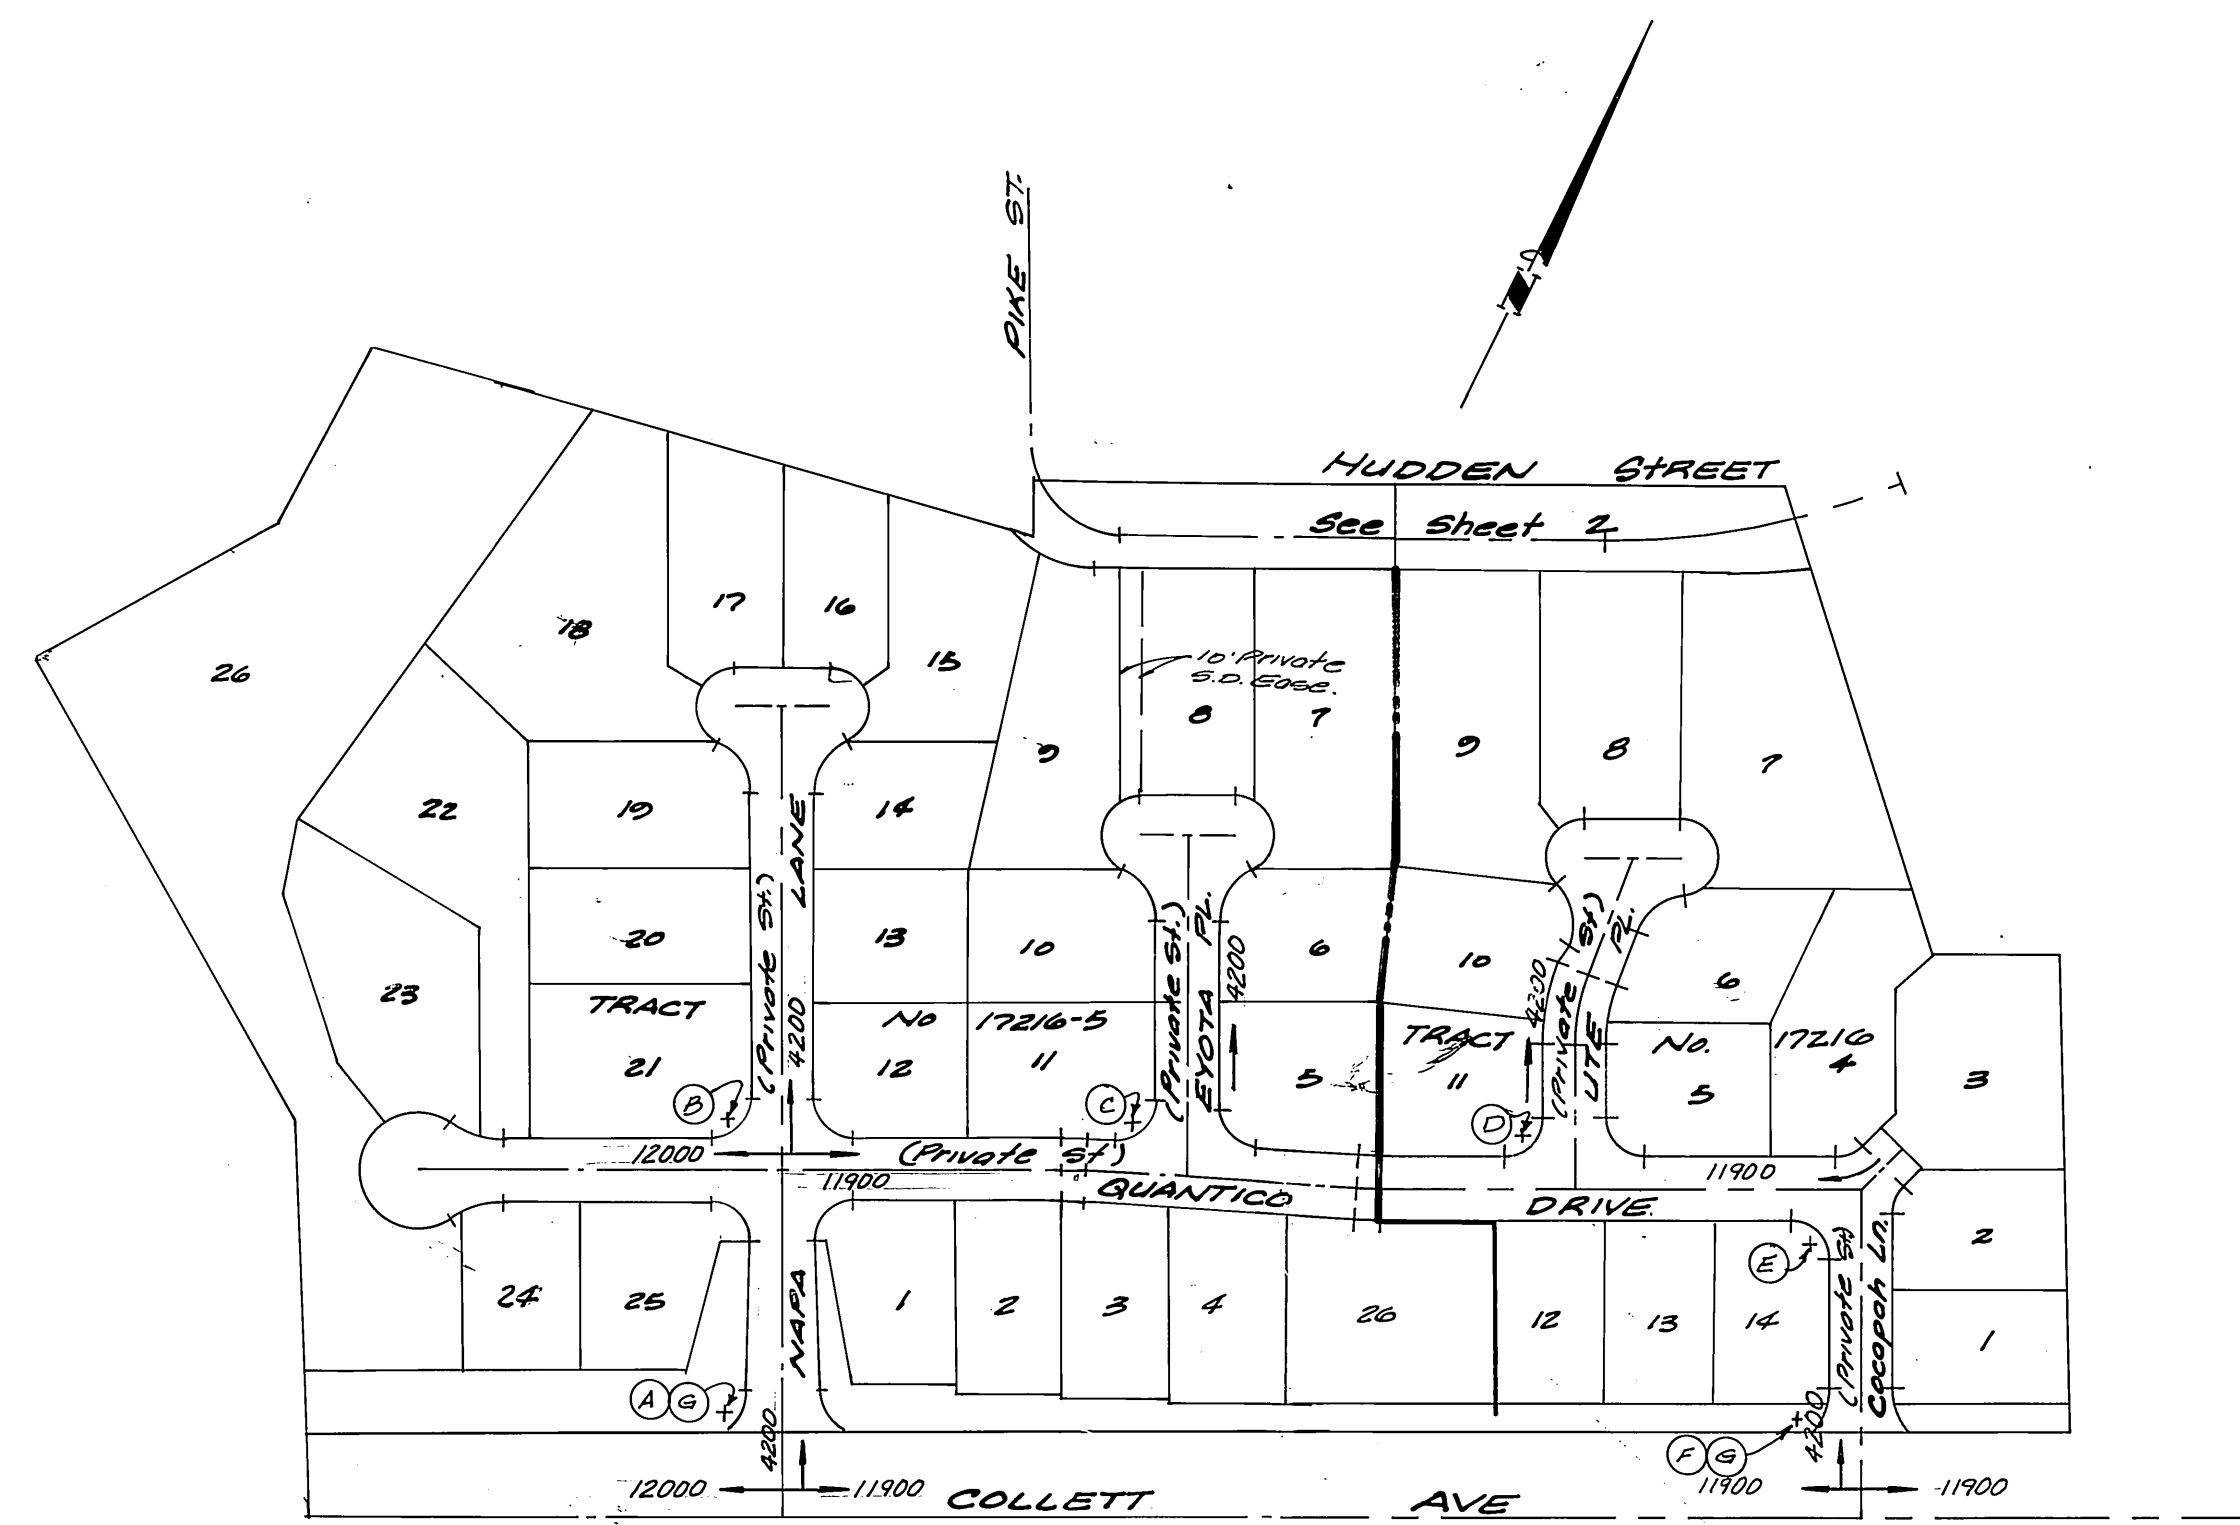 PIKE ST.
HUDDEN STREET
See Sheet 2
17
16
18
15
26
10' Private
S.D. Ease.
8
7
9
9
8
7
22
19
14
LANE
(Private St.)
4200
20
13
10
(Private St.)
EYOTA PL.
4200
6
10
4200
(Private St)
UTE PL.
6
23
TRACT No 17216-5
TRACT No. 17216
21
12
11
5
11
5
4
3
B
C
D
12000
(Private St)
11900
11900
QUANTICO DRIVE
2
E
(Private St)
Cocopah Ln.
24
25
NAPA
1
2
3
4
26
12
13
14
1
A G
4200
4200
F G
12000
11900
11900
11900
COLLETT AVE